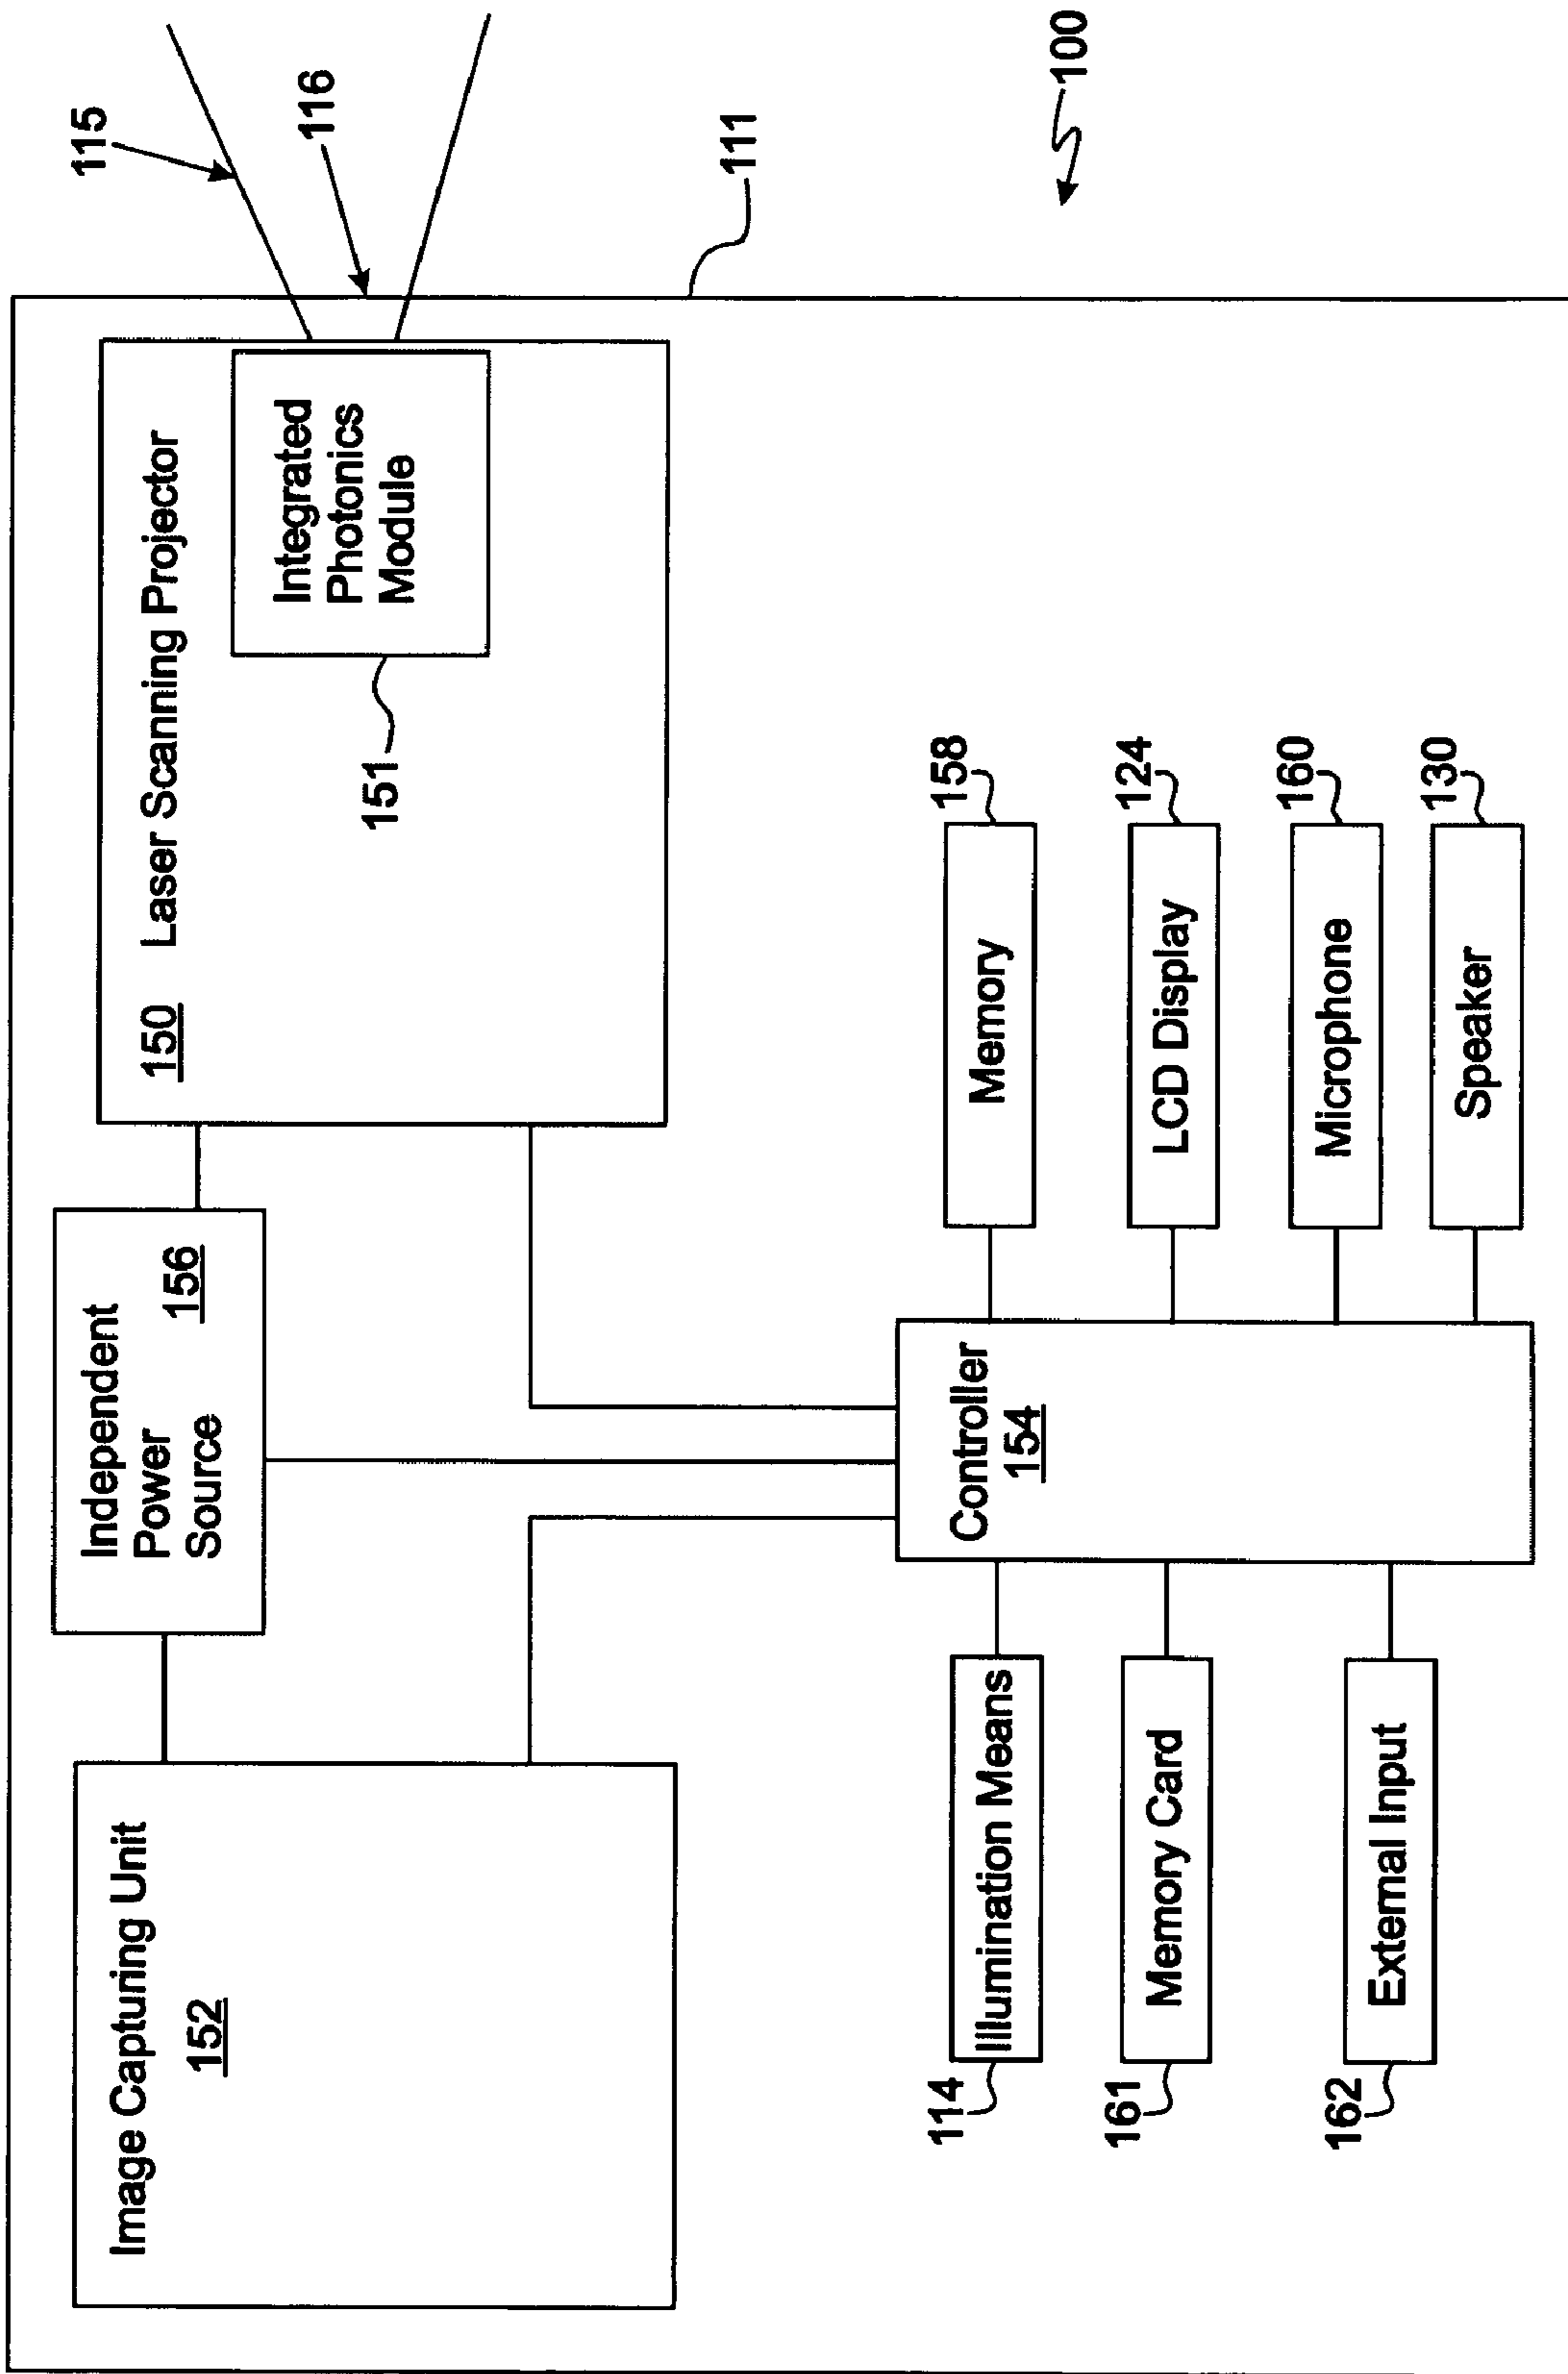 Image Capturing Unit
152
Independent
Power
Source
156
150
Laser Scanning Projector
Integrated
Photonics
Module
151
115
116
111
100
Controller
154
114
Illumination Means
161
Memory Card
162
External Input
Memory
158
LCD Display
124
Microphone
160
Speaker
130